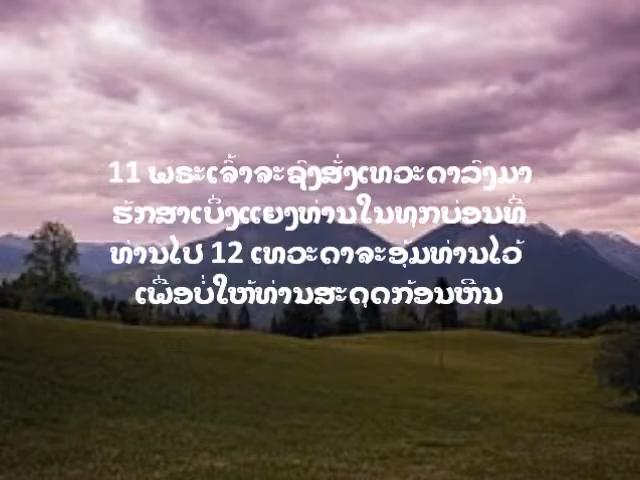 11 ພຣະເຈົ້າຈະຊົງສັ່ງເທວະດາລົງມາ
ຮັກສາເບິ່ງແຍງທ່ານໃນທຸກບ່ອນທີ່
ທ່ານໄປ 12 ເທວະດາຈະອຸ້ມທ່ານໄວ້
ເພື່ອບໍ່ໃຫ້ທ່ານສະດຸດກ້ອນຫີນ